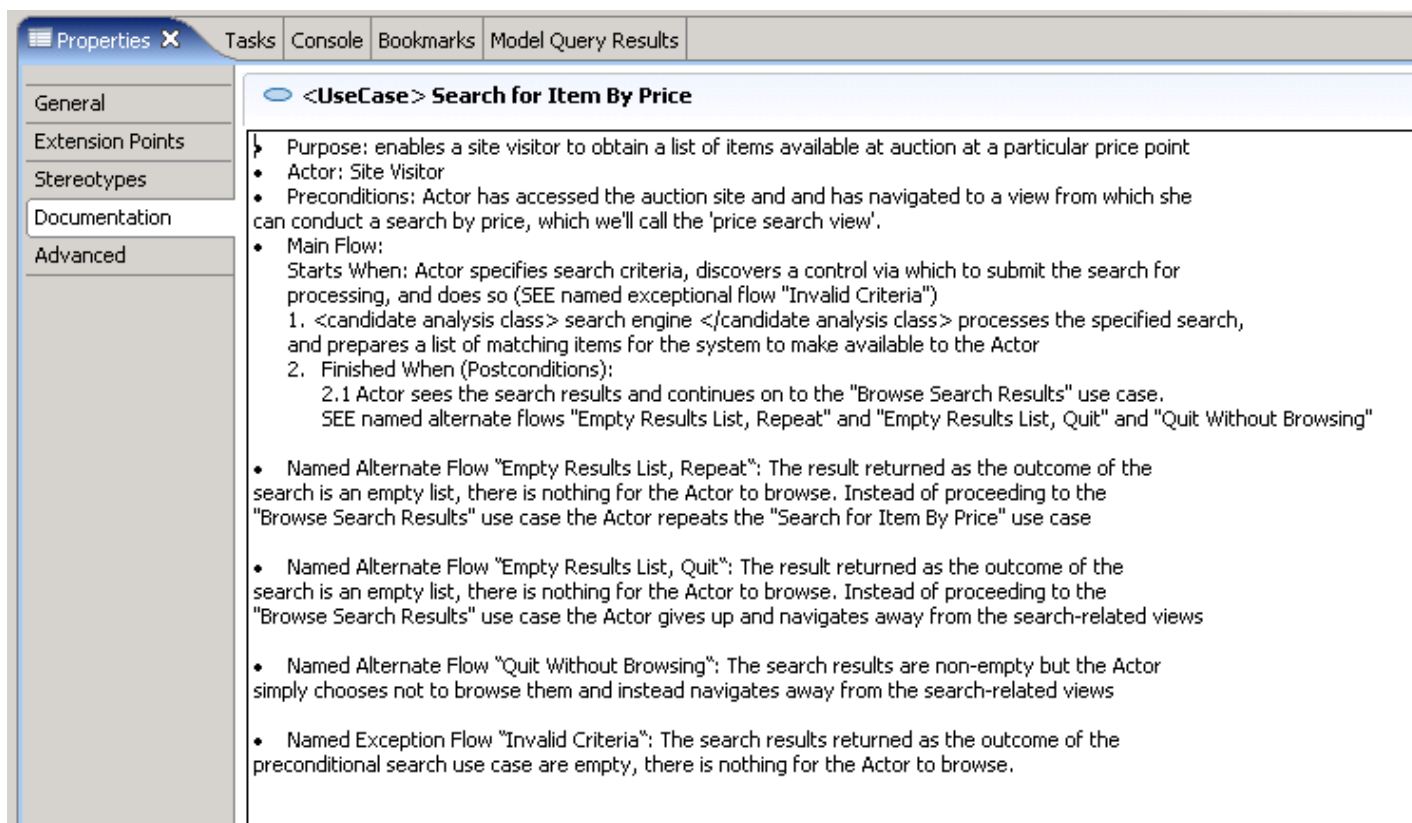 Properties
Tasks
Console
Bookmarks
Model Query Results
General
Extension Points
Stereotypes
Documentation
Advanced
<UseCase> Search for Item By Price
• Purpose: enables a site visitor to obtain a list of items available at auction at a particular price point
• Actor: Site Visitor
• Preconditions: Actor has accessed the auction site and and has navigated to a view from which she
can conduct a search by price, which we'll call the 'price search view'.
• Main Flow:
Starts When: Actor specifies search criteria, discovers a control via which to submit the search for
processing, and does so (SEE named exceptional flow "Invalid Criteria")
1. <candidate analysis class> search engine </candidate analysis class> processes the specified search,
and prepares a list of matching items for the system to make available to the Actor
2. Finished When (Postconditions):
2.1 Actor sees the search results and continues on to the "Browse Search Results" use case.
SEE named alternate flows "Empty Results List, Repeat" and "Empty Results List, Quit" and "Quit Without Browsing"
• Named Alternate Flow “Empty Results List, Repeat“: The result returned as the outcome of the
search is an empty list, there is nothing for the Actor to browse. Instead of proceeding to the
"Browse Search Results" use case the Actor repeats the "Search for Item By Price" use case
• Named Alternate Flow “Empty Results List, Quit“: The result returned as the outcome of the
search is an empty list, there is nothing for the Actor to browse. Instead of proceeding to the
"Browse Search Results" use case the Actor gives up and navigates away from the search-related views
• Named Alternate Flow “Quit Without Browsing“: The search results are non-empty but the Actor
simply chooses not to browse them and instead navigates away from the search-related views
• Named Exception Flow “Invalid Criteria“: The search results returned as the outcome of the
preconditional search use case are empty, there is nothing for the Actor to browse.